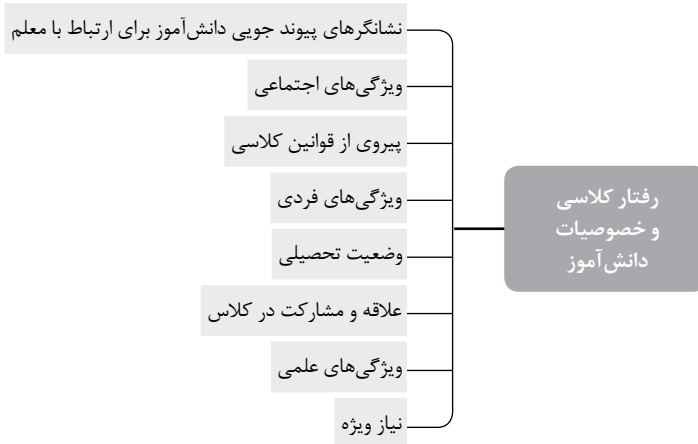 رفتار کلاسی
و خصوصیات
دانش‌آموز
نشانگرهای پیوند جویی دانش‌آموز برای ارتباط با معلم
ویژگی‌های اجتماعی
پیروی از قوانین کلاسی
ویژگی‌های فردی
وضعیت تحصیلی
علاقه و مشارکت در کلاس
ویژگی‌های علمی
نیاز ویژه